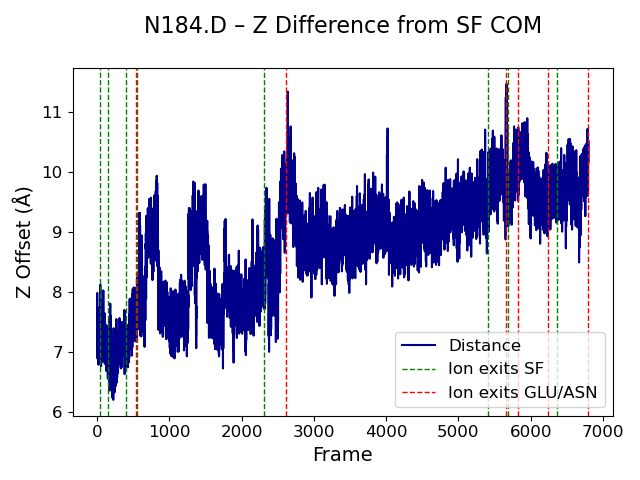 N184.D – Z Difference from SF COM
Z Offset (Å)
11
10
9
8
7
6
Distance
Ion exits SF
Ion exits GLU/ASN
0 1000 2000 3000 4000 5000 6000 7000
Frame